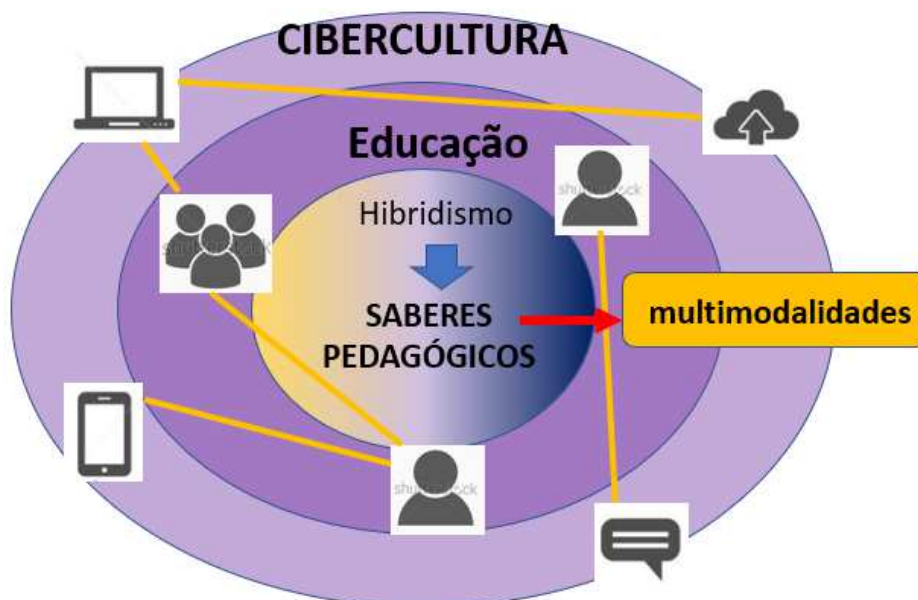 CIBERCULTURA
Educação
Hibridismo
SABERES
PEDAGÓGICOS
multimodalidades